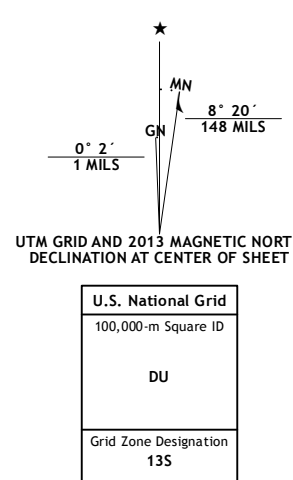 ★
MN
8° 20´
148 MILS
GN
0° 2´
1 MILS
UTM GRID AND 2013 MAGNETIC NORT
DECLINATION AT CENTER OF SHEET
U.S. National Grid
100,000-m Square ID
DU
Grid Zone Designation
13S